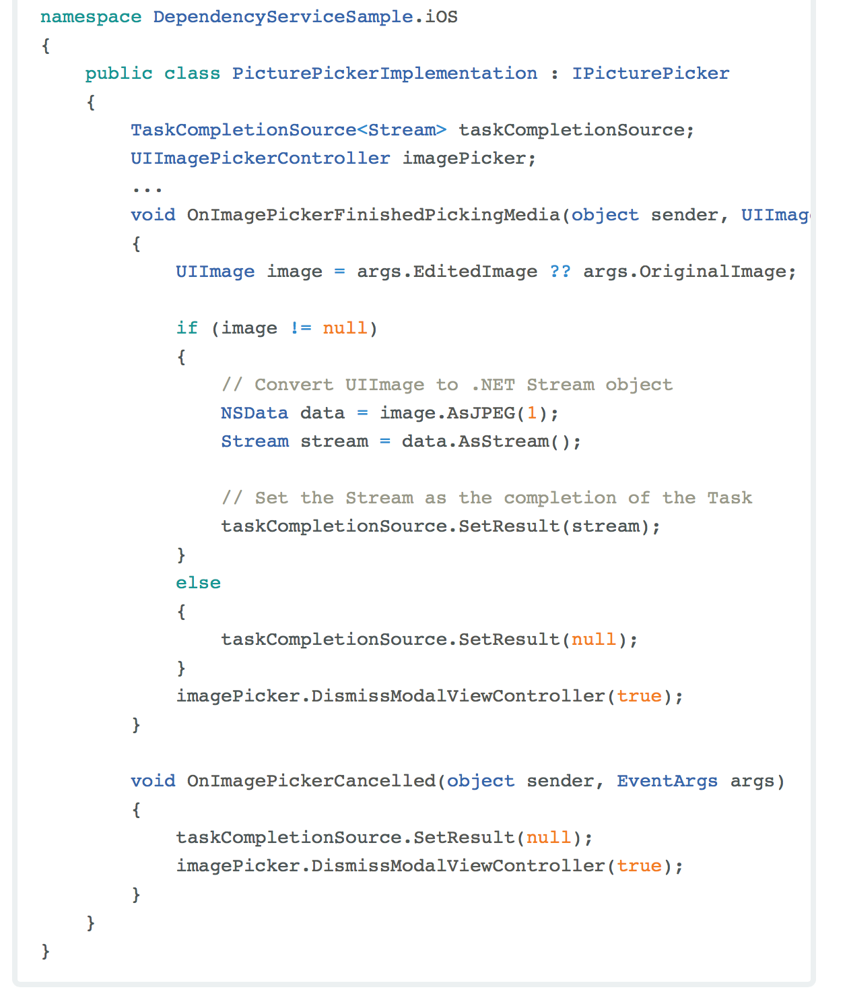 namespace DependencyServiceSample.iOS
{
    public class PicturePickerImplementation : IPicturePicker
    {
        TaskCompletionSource<Stream> taskCompletionSource;
        UIImagePickerController imagePicker;
        ...
        void OnImagePickerFinishedPickingMedia(object sender, UIImag
        {
            UIImage image = args.EditedImage ?? args.OriginalImage;

            if (image != null)
            {
                // Convert UIImage to .NET Stream object
                NSData data = image.AsJPEG(1);
                Stream stream = data.AsStream();

                // Set the Stream as the completion of the Task
                taskCompletionSource.SetResult(stream);
            }
            else
            {
                taskCompletionSource.SetResult(null);
            }
            imagePicker.DismissModalViewController(true);
        }

        void OnImagePickerCancelled(object sender, EventArgs args)
        {
            taskCompletionSource.SetResult(null);
            imagePicker.DismissModalViewController(true);
        }
    }
}